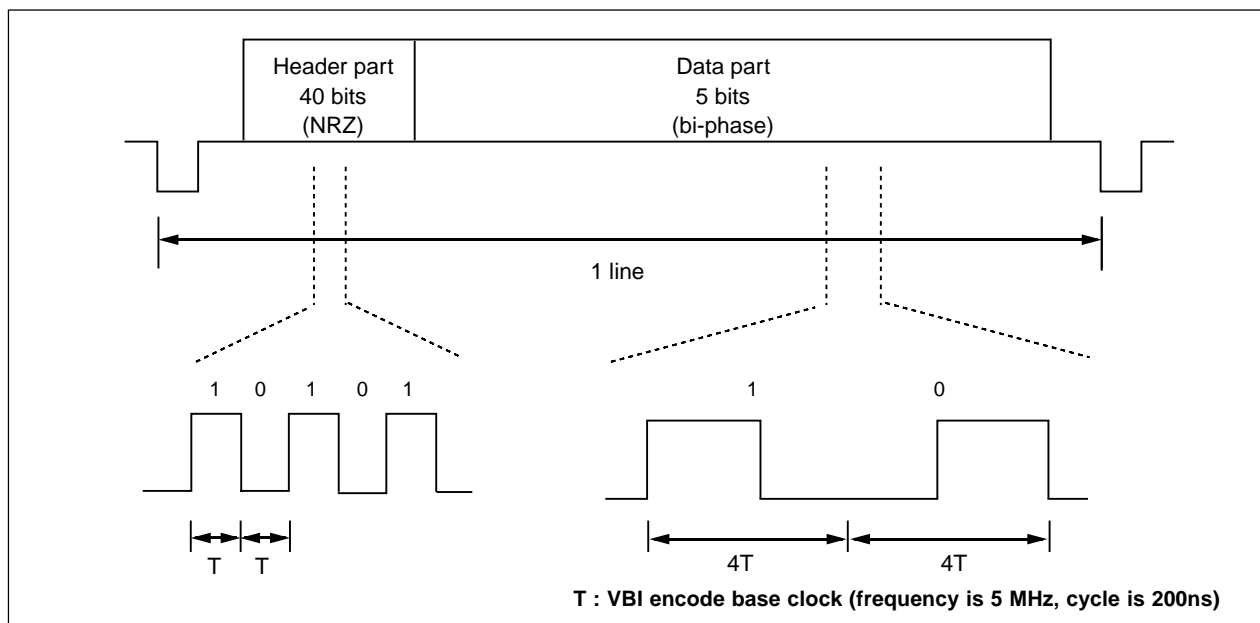 Header part
40 bits
(NRZ)
Data part
5 bits
(bi-phase)
1 line
1 0 1 0 1
1 0
T T
4T 4T
T : VBI encode base clock (frequency is 5 MHz, cycle is 200ns)